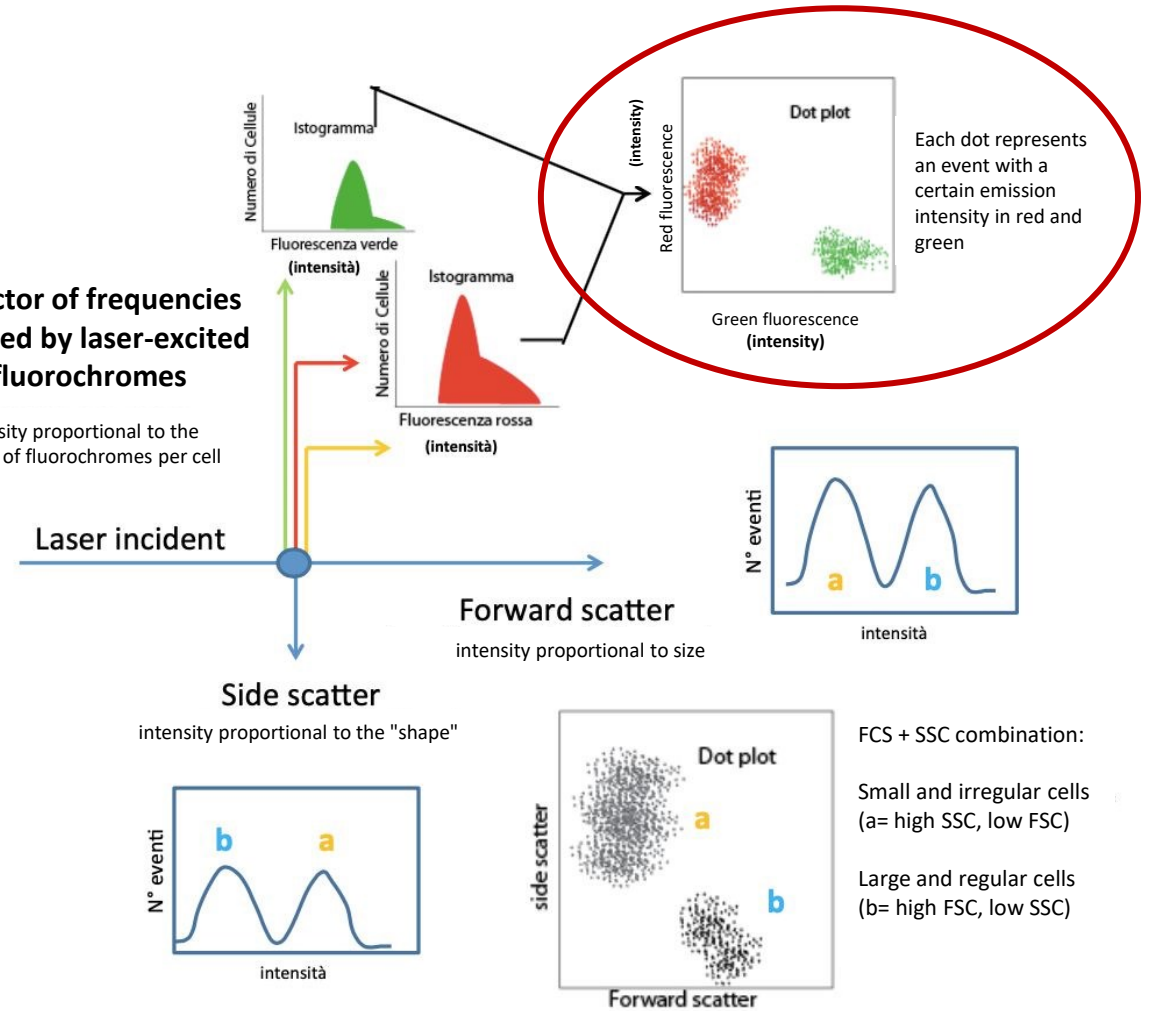 Istogramma
Numero di Cellule
Fluorescenza verde
(intensità)
Istogramma
Numero di Cellule
Fluorescenza rossa
(intensità)
(intensity)
Red fluorescence
Dot plot
Green fluorescence
(intensity)
Each dot represents
an event with a
certain emission
intensity in red and
green
ctor of frequencies
ed by laser-excited
fluorochromes
sity proportional to the
of fluorochromes per cell
Laser incident
Forward scatter
intensity proportional to size
N° eventi
a
b
intensità
Side scatter
intensity proportional to the "shape"
N° eventi
b
a
intensità
Dot plot
side scatter
a
b
Forward scatter
FCS + SSC combination:
Small and irregular cells
(a= high SSC, low FSC)
Large and regular cells
(b= high FSC, low SSC)